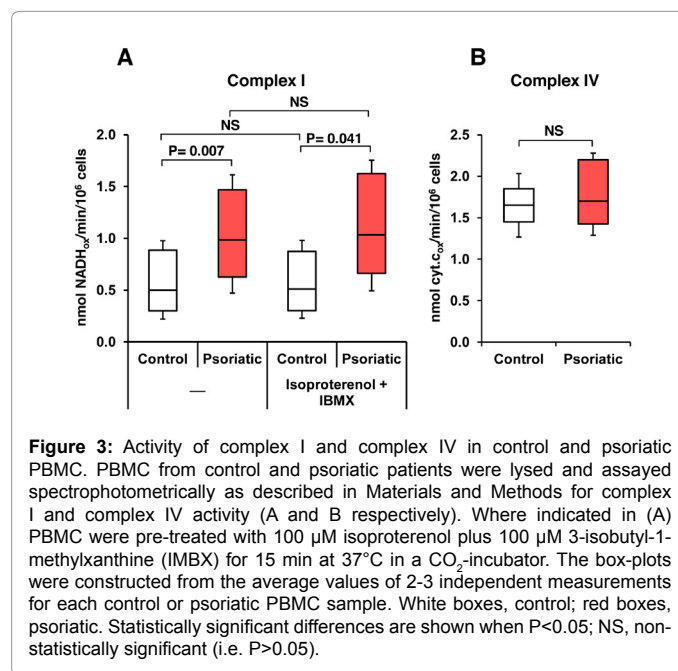 A
B
Complex I
Complex IV
NS
NS
P= 0.007
P= 0.041
NS
nmol NADHox/min/10⁶ cells
2.0
1.5
1.0
0.5
0.0
nmol cyt.cox/min/10⁶ cells
2.5
2.0
1.5
1.0
0.5
0.0
Control Psoriatic Control Psoriatic
Control Psoriatic
— Isoproterenol +
IBMX
Figure 3: Activity of complex I and complex IV in control and psoriatic
PBMC. PBMC from control and psoriatic patients were lysed and assayed
spectrophotometrically as described in Materials and Methods for complex
I and complex IV activity (A and B respectively). Where indicated in (A)
PBMC were pre-treated with 100 µM isoproterenol plus 100 µM 3-isobutyl-1-
methylxanthine (IMBX) for 15 min at 37°C in a CO₂-incubator. The box-plots
were constructed from the average values of 2-3 independent measurements
for each control or psoriatic PBMC sample. White boxes, control; red boxes,
psoriatic. Statistically significant differences are shown when P<0.05; NS, non-
statistically significant (i.e. P>0.05).